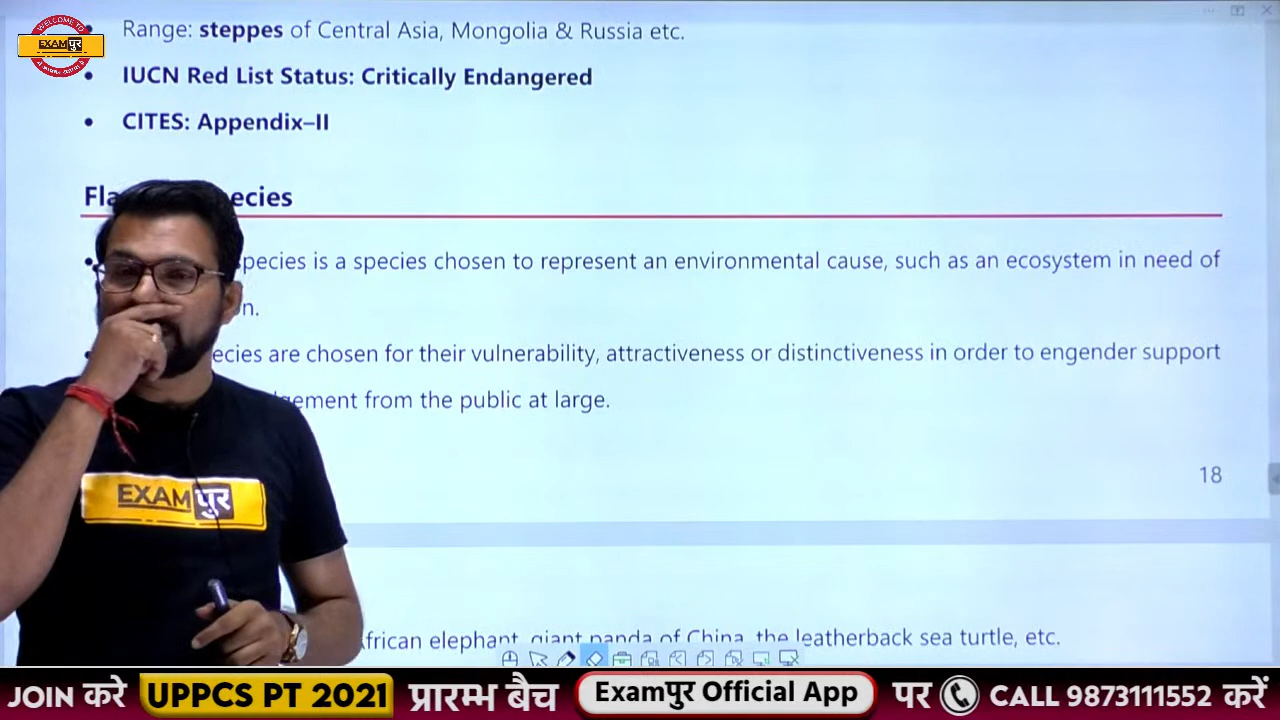 WELCOME TO
EXAMपुर
Range: steppes of Central Asia, Mongolia & Russia etc.
• IUCN Red List Status: Critically Endangered
• CITES: Appendix–II
Fla ecies
species is a species chosen to represent an environmental cause, such as an ecosystem in need of
n.
ecies are chosen for their vulnerability, attractiveness or distinctiveness in order to engender support
gement from the public at large.
18
frican elephant, giant panda of China, the leatherback sea turtle, etc.
EXAMपुर
JOIN करे UPPCS PT 2021 प्रारम्भ बैच Examपुर Official App पर CALL 9873111552 करें